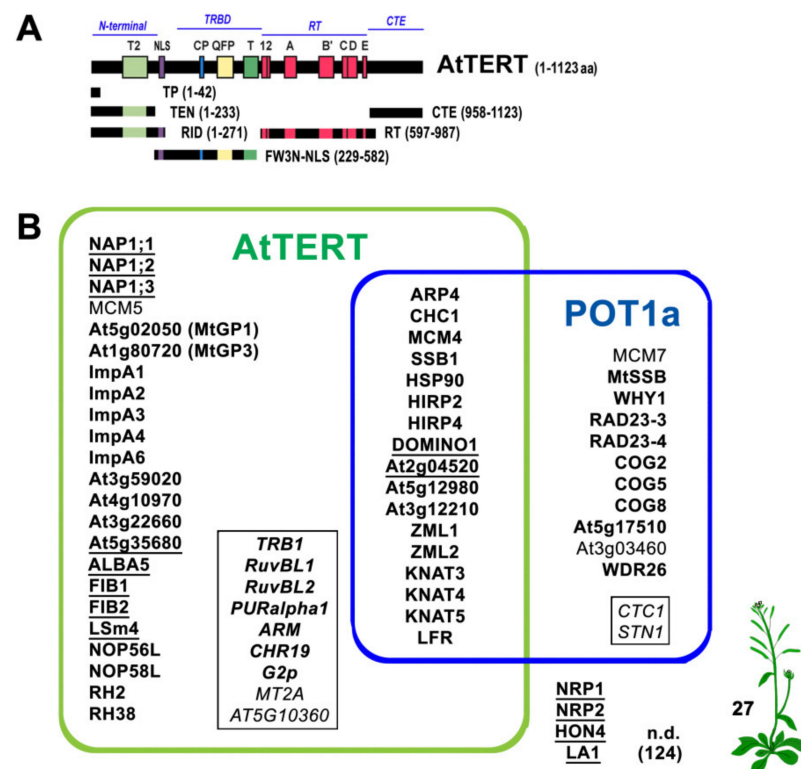 A
N-terminal TRBD RT CTE
T2 NLS CP QFP T 12 A B' C D E
AtTERT (1-1123 aa)
TP (1-42)
TEN (1-233) CTE (958-1123)
RID (1-271) RT (597-987)
FW3N-NLS (229-582)
B
AtTERT
NAP1;1
NAP1;2
NAP1;3
MCM5
At5g02050 (MtGP1)
At1g80720 (MtGP3)
ImpA1
ImpA2
ImpA3
ImpA4
ImpA6
At3g59020
At4g10970
At3g22660
At5g35680
ALBA5
FIB1
FIB2
LSm4
NOP56L
NOP58L
RH2
RH38
TRB1
RuvBL1
RuvBL2
PURalpha1
ARM
CHR19
G2p
MT2A
AT5G10360
ARP4
CHC1
MCM4
SSB1
HSP90
HIRP2
HIRP4
DOMINO1
At2g04520
At5g12980
At3g12210
ZML1
ZML2
KNAT3
KNAT4
KNAT5
LFR
POT1a
MCM7
MtSSB
WHY1
RAD23-3
RAD23-4
COG2
COG5
COG8
At5g17510
At3g03460
WDR26
CTC1
STN1
NRP1
NRP2
HON4
LA1
n.d.
(124)
27